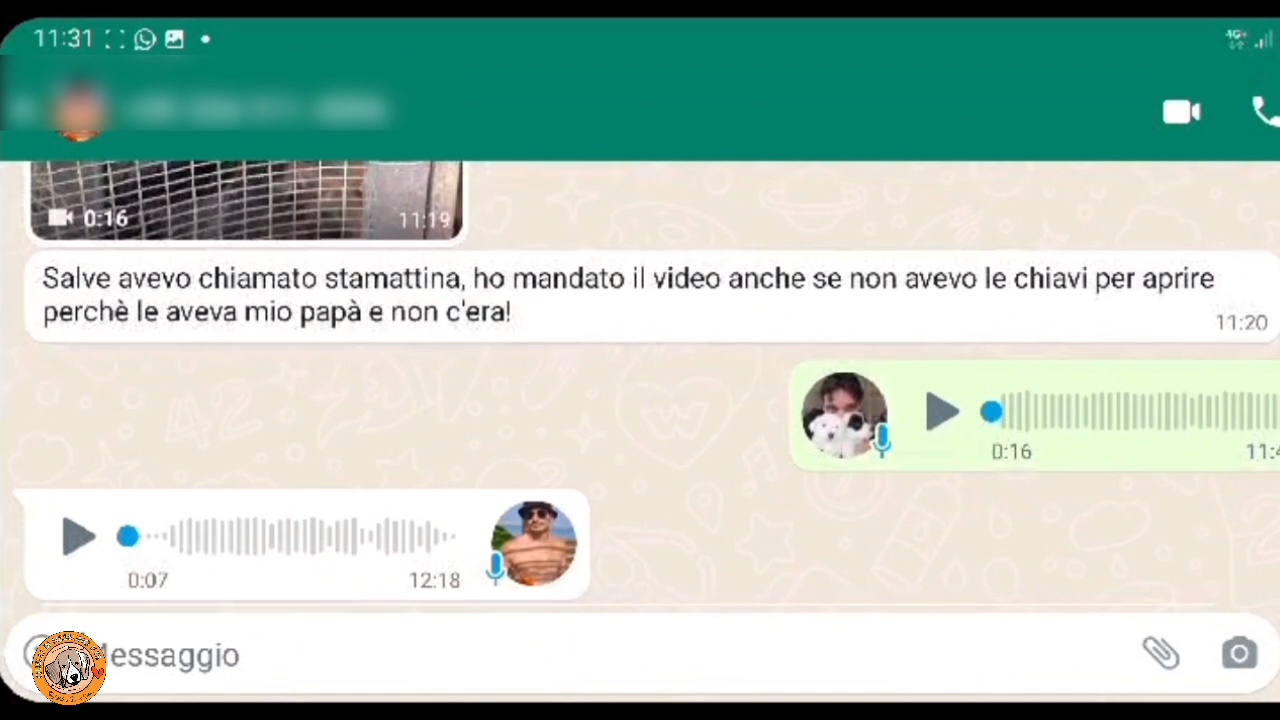 11:31
4G+
0:16
11:19
Salve avevo chiamato stamattina, ho mandato il video anche se non avevo le chiavi per aprire
perchè le aveva mio papà e non c'era!
11:20
0:16
0:07
12:18